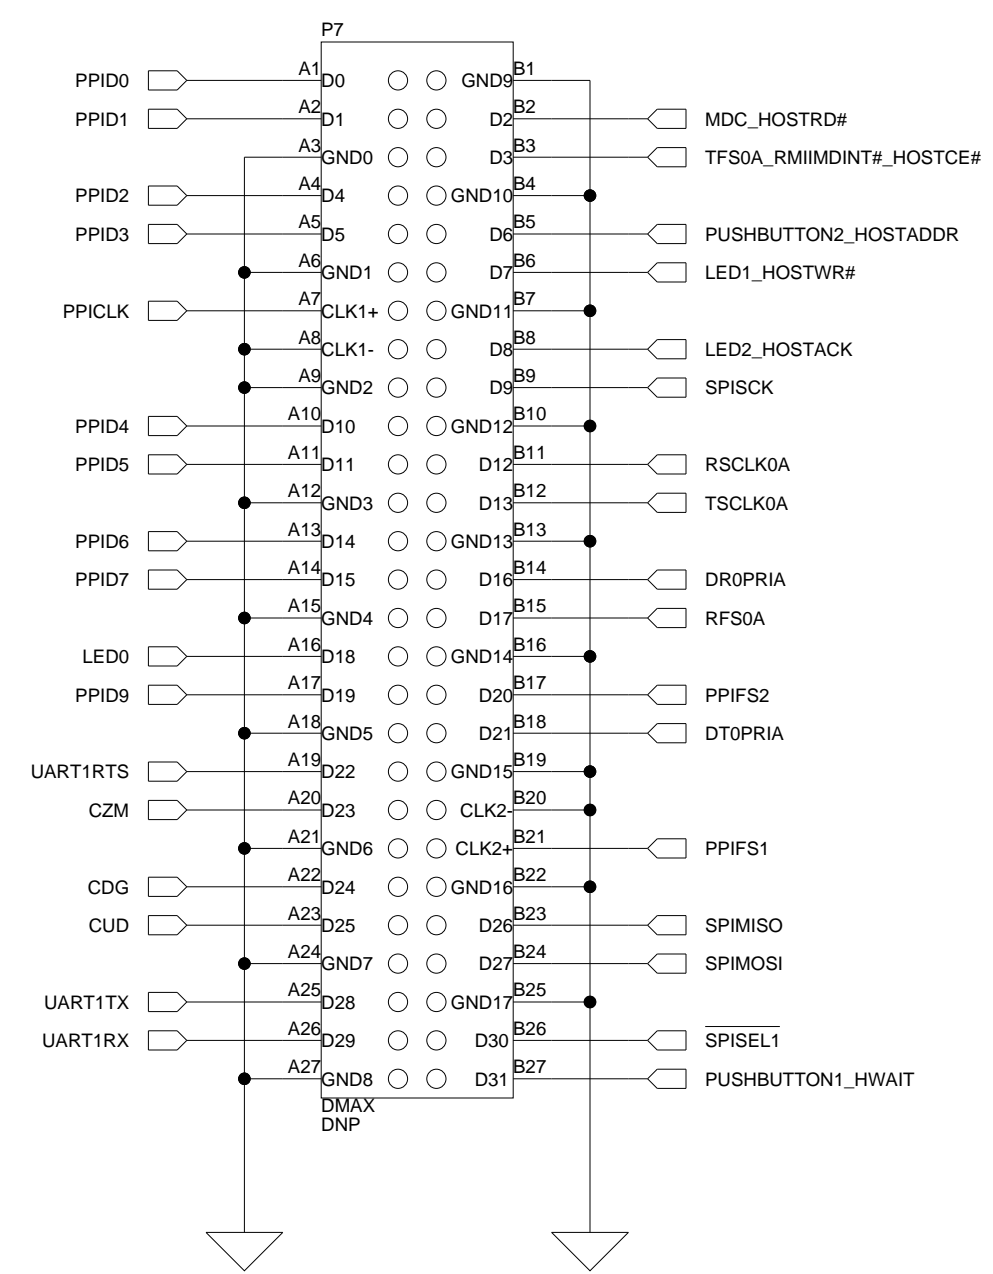 P7
PPID0 A1 D0 GND9 B1
PPID1 A2 D1 D2 B2 MDC_HOSTRD#
A3 GND0 D3 B3 TFS0A_RMIIMDINT#_HOSTCE#
PPID2 A4 D4 GND10 B4
PPID3 A5 D5 D6 B5 PUSHBUTTON2_HOSTADDR
A6 GND1 D7 B6 LED1_HOSTWR#
PPICLK A7 CLK1+ GND11 B7
A8 CLK1- D8 B8 LED2_HOSTACK
A9 GND2 D9 B9 SPISCK
PPID4 A10 D10 GND12 B10
PPID5 A11 D11 D12 B11 RSCLK0A
A12 GND3 D13 B12 TSCLK0A
PPID6 A13 D14 GND13 B13
PPID7 A14 D15 D16 B14 DR0PRIA
A15 GND4 D17 B15 RFS0A
LED0 A16 D18 GND14 B16
PPID9 A17 D19 D20 B17 PPIFS2
A18 GND5 D21 B18 DT0PRIA
UART1RTS A19 D22 GND15 B19
CZM A20 D23 CLK2- B20
A21 GND6 CLK2+ B21 PPIFS1
CDG A22 D24 GND16 B22
CUD A23 D25 D26 B23 SPIMISO
A24 GND7 D27 B24 SPIMOSI
UART1TX A25 D28 GND17 B25
UART1RX A26 D29 D30 B26 SPISEL1
A27 GND8 D31 B27 PUSHBUTTON1_HWAIT
DMAX
DNP